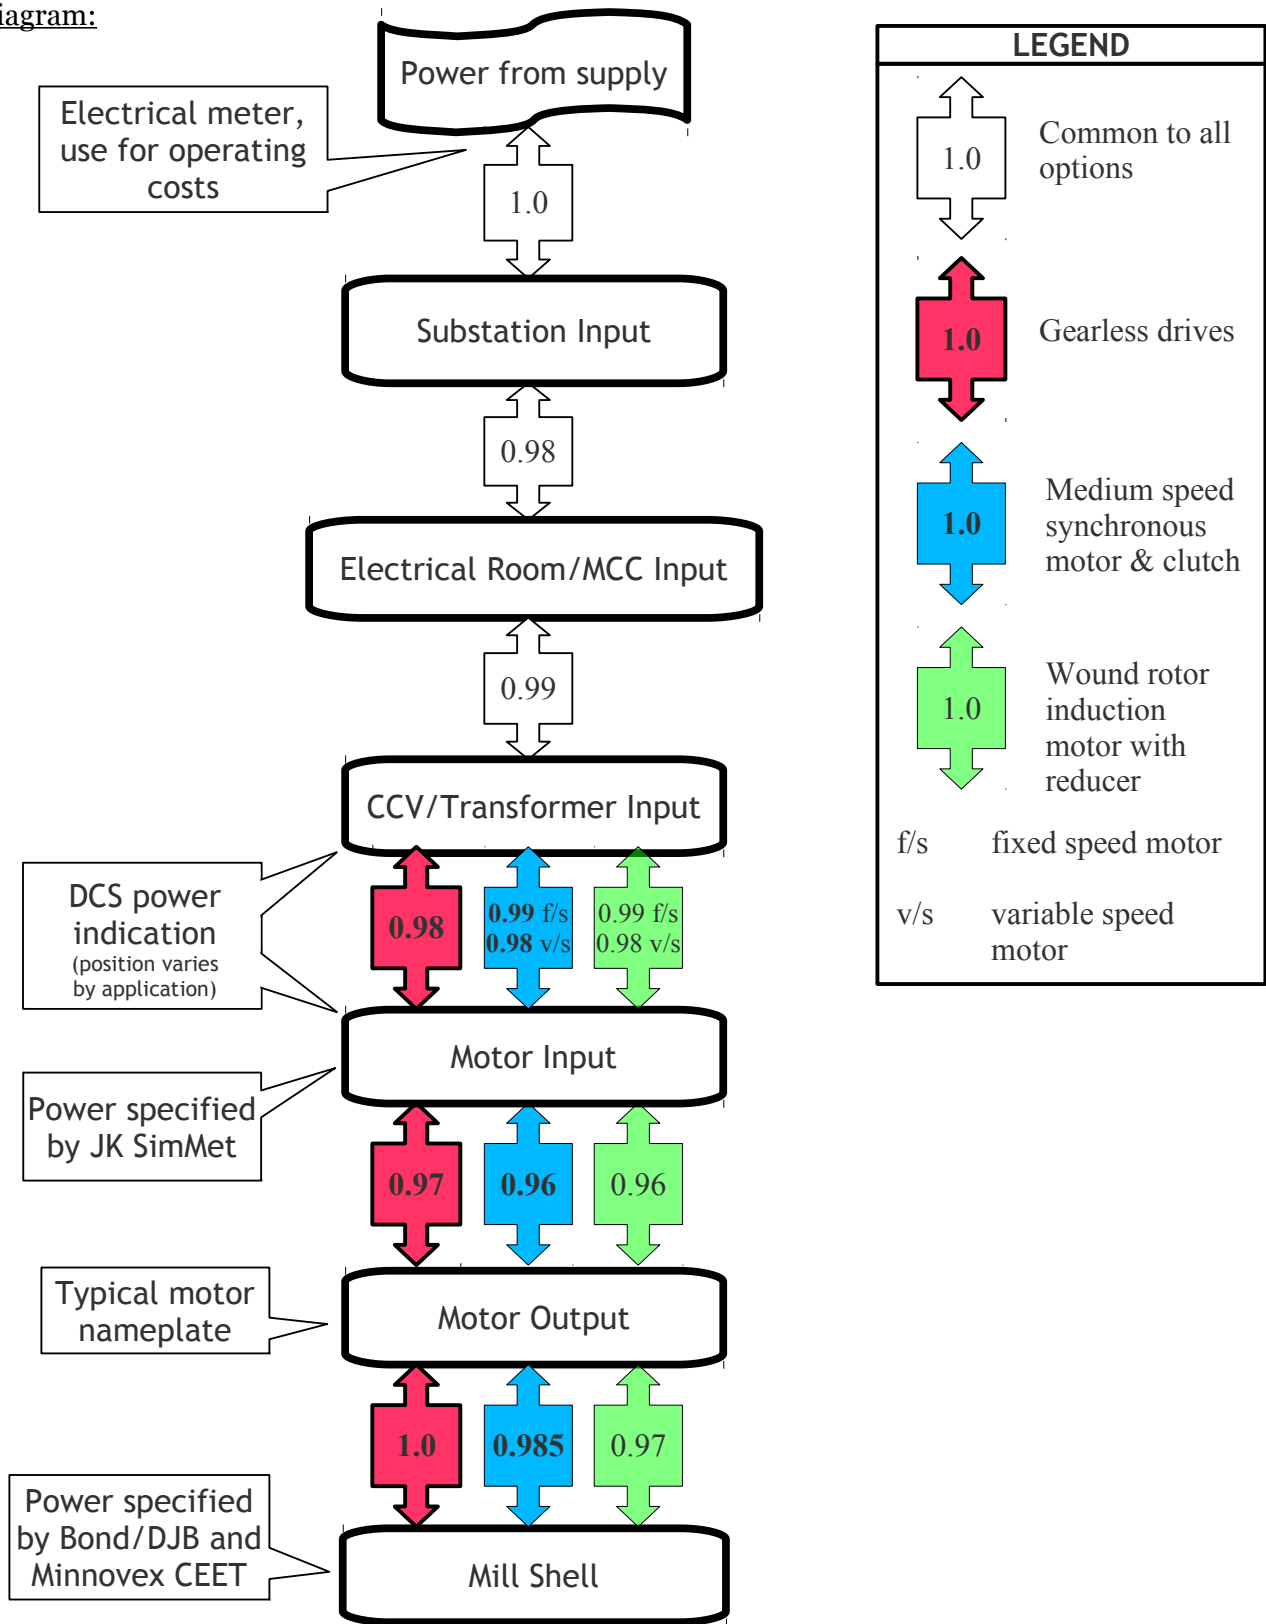 iagram:
Power from supply
Electrical meter,
use for operating
costs
1.0
Substation Input
0.98
Electrical Room/MCC Input
0.99
CCV/Transformer Input
DCS power
indication
(position varies
by application)
0.98
0.99 f/s
0.98 v/s
0.99 f/s
0.98 v/s
Motor Input
Power specified
by JK SimMet
0.97
0.96
0.96
Typical motor
nameplate
Motor Output
1.0
0.985
0.97
Power specified
by Bond/DJB and
Minnovex CEET
Mill Shell
LEGEND
1.0
Common to all
options
1.0
Gearless drives
1.0
Medium speed
synchronous
motor & clutch
1.0
Wound rotor
induction
motor with
reducer
f/s fixed speed motor
v/s variable speed
motor